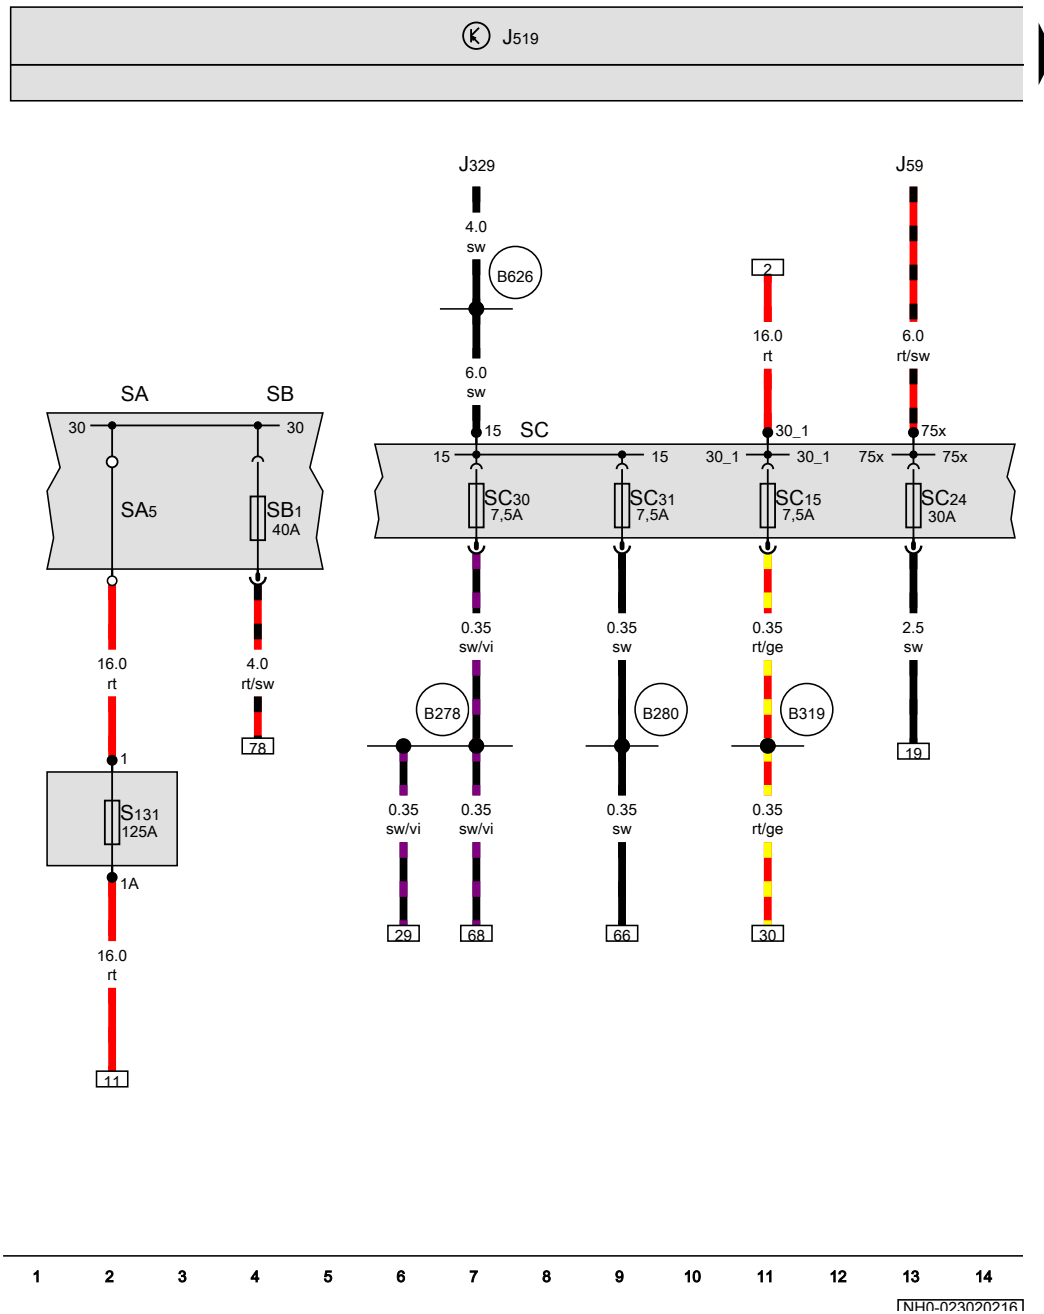 J519
J329
J59
4.0
sw
B626
2
16.0
rt
6.0
rt/sw
6.0
sw
SA
SB
30
30
15
SC
30_1
75x
15
15
30_1
30_1
75x
75x
SA5
SB1
40A
SC30
7,5A
SC31
7,5A
SC15
7,5A
SC24
30A
0.35
sw/vi
0.35
sw
0.35
rt/ge
2.5
sw
16.0
rt
4.0
rt/sw
B278
B280
B319
78
19
1
S131
125A
0.35
sw/vi
0.35
sw/vi
0.35
sw
0.35
rt/ge
1A
29
68
66
30
16.0
rt
11
1 2 3 4 5 6 7 8 9 10 11 12 13 14
NH0-023020216